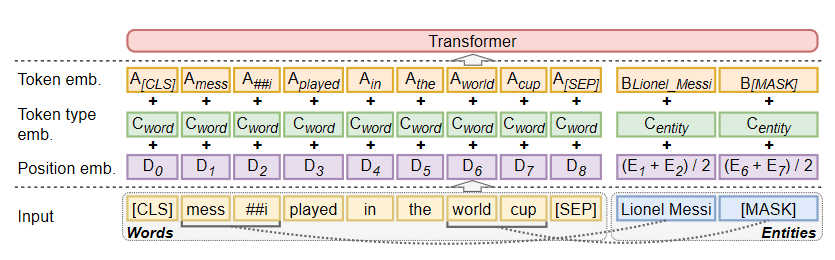 Transformer
Token emb. A[CLS] Amess A##i Aplayed Ain Athe Aworld Acup A[SEP] BLionel_Messi B[MASK]
+ + + + + + + + + + +
Token type emb. Cword Cword Cword Cword Cword Cword Cword Cword Cword Centity Centity
+ + + + + + + + + + +
Position emb. D0 D1 D2 D3 D4 D5 D6 D7 D8 (E1 + E2) / 2 (E6 + E7) / 2
Input [CLS] mess ##i played in the world cup [SEP] Lionel Messi [MASK]
Words Entities